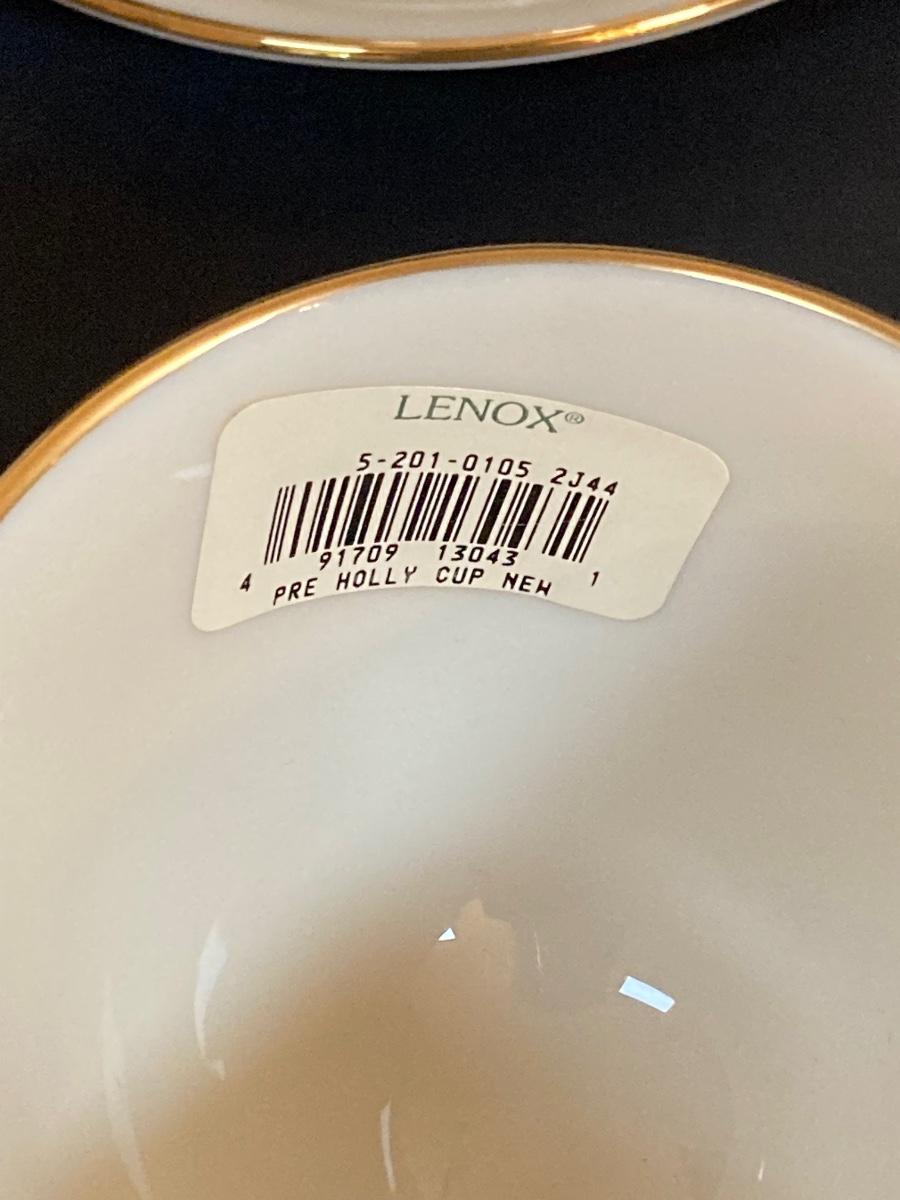 LENOX®
5-201-0105 2J44
4 91709 13043 1
PRE HOLLY CUP NEW